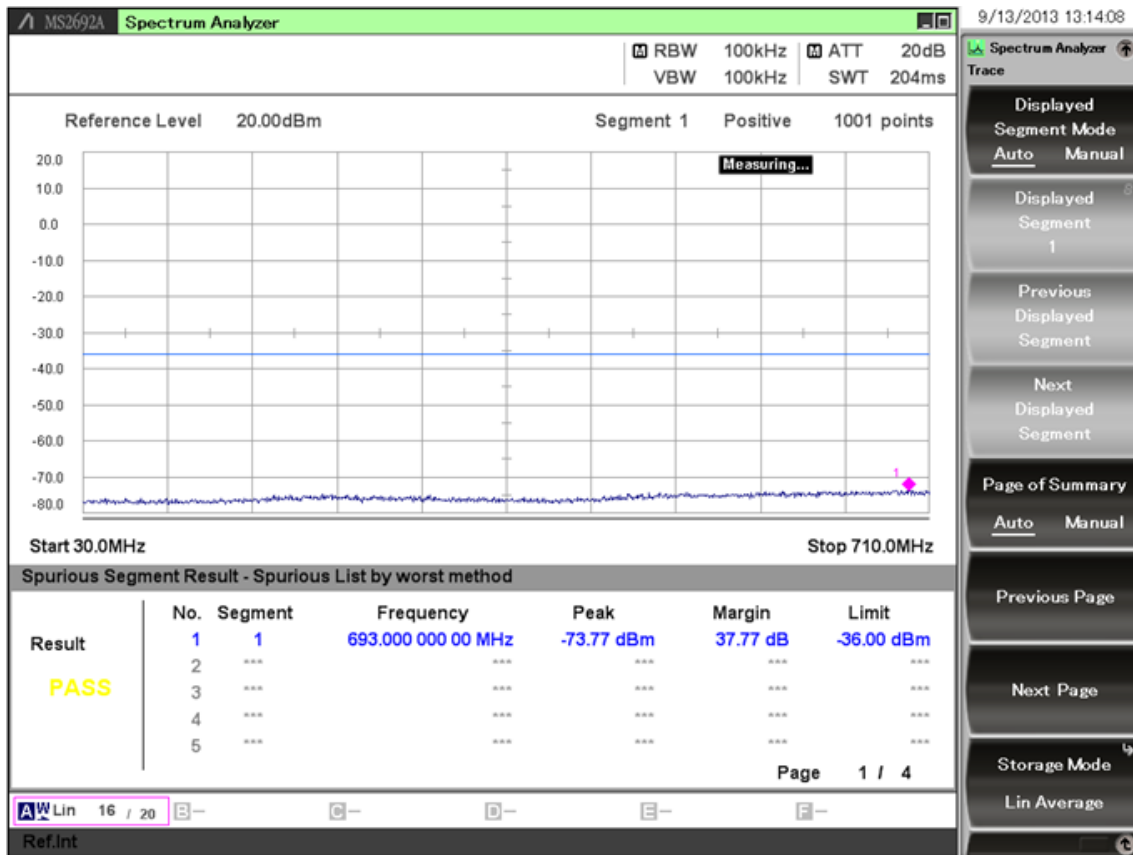 MS2692A Spectrum Analyzer
9/13/2013 13:14:08
M RBW 100kHz M ATT 20dB
VBW 100kHz SWT 204ms
Reference Level 20.00dBm Segment 1 Positive 1001 points
Measuring...
20.0
10.0
0.0
-10.0
-20.0
-30.0
-40.0
-50.0
-60.0
-70.0
-80.0
1
Start 30.0MHz Stop 710.0MHz
Spurious Segment Result - Spurious List by worst method
No. Segment Frequency Peak Margin Limit
Result
PASS
1 1 693.000 000 00 MHz -73.77 dBm 37.77 dB -36.00 dBm
2 *** *** *** *** ***
3 *** *** *** *** ***
4 *** *** *** *** ***
5 *** *** *** *** ***
Page 1 / 4
A W Lin 16 / 20 B- C- D- E- F-
Ref.Int
Spectrum Analyzer
Trace
Displayed
Segment Mode
Auto Manual
Displayed
Segment
1
Previous
Displayed
Segment
Next
Displayed
Segment
Page of Summary
Auto Manual
Previous Page
Next Page
Storage Mode
Lin Average